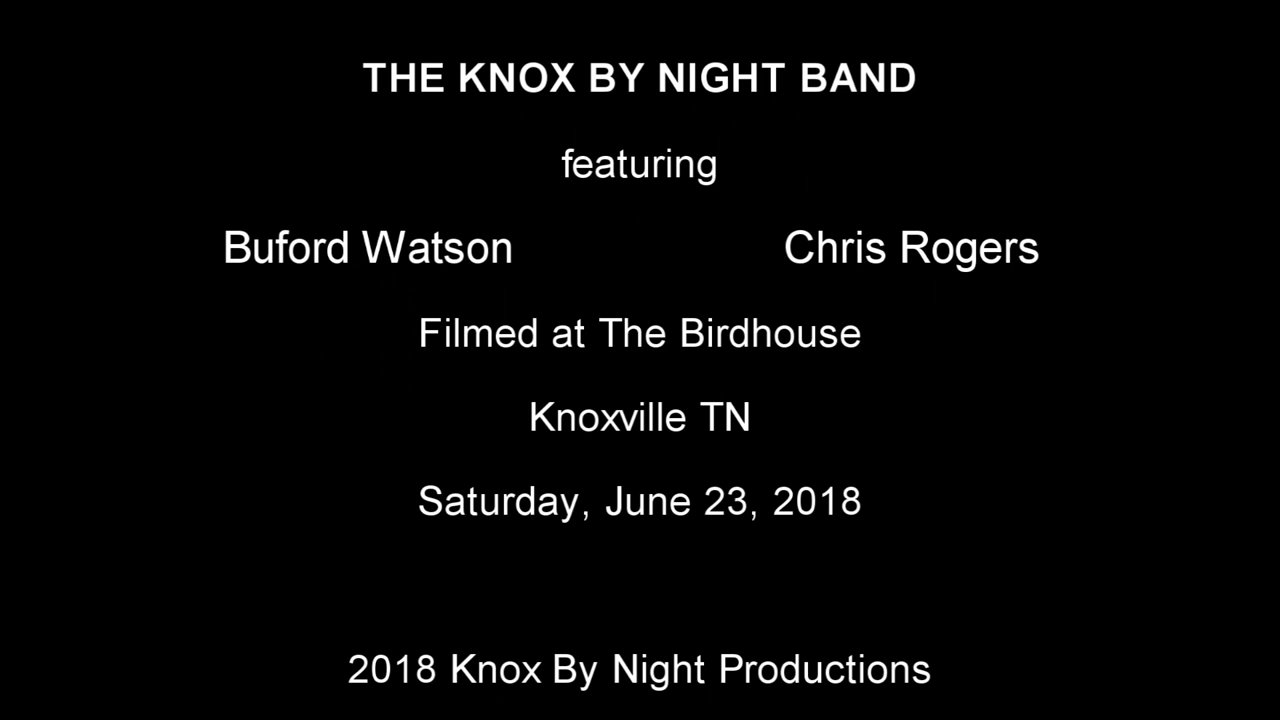 THE KNOX BY NIGHT BAND
featuring
Buford Watson Chris Rogers
Filmed at The Birdhouse
Knoxville TN
Saturday, June 23, 2018
2018 Knox By Night Productions